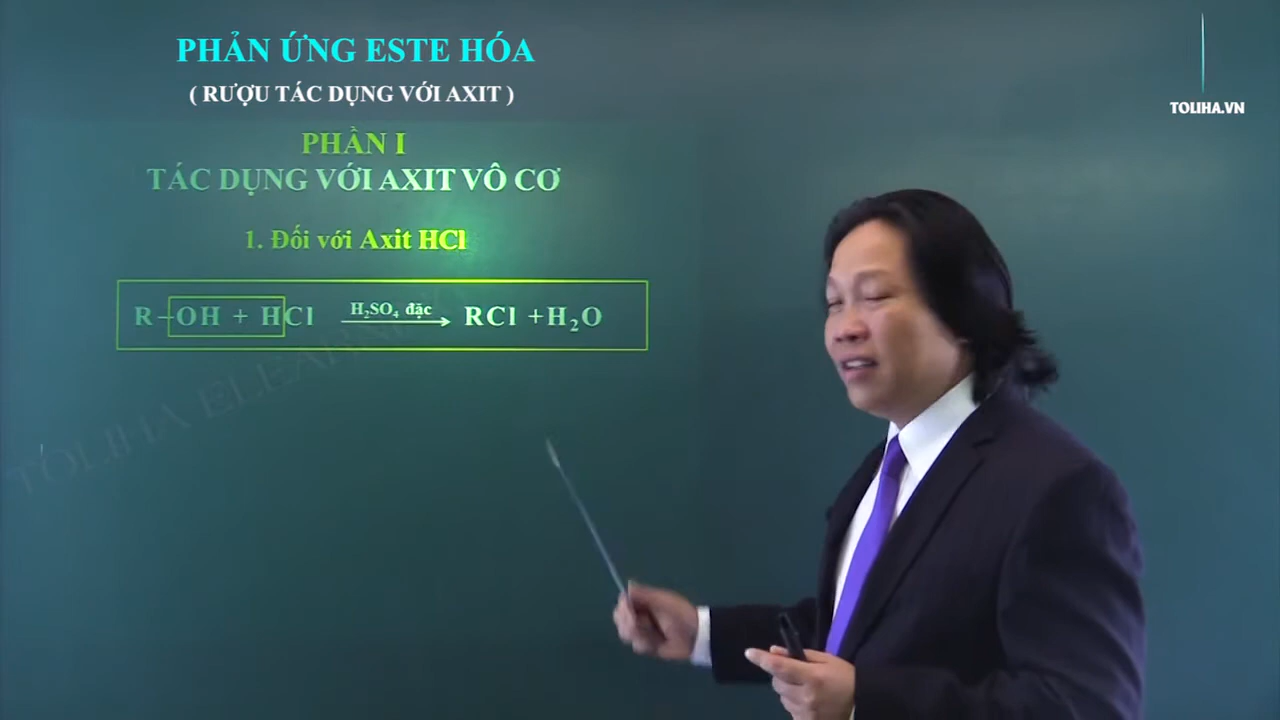 PHẢN ỨNG ESTE HÓA
( RƯỢU TÁC DỤNG VỚI AXIT )
TOLIHA.VN
PHẦN I
TÁC DỤNG VỚI AXIT VÔ CƠ
1. Đối với Axit HCl
R–OH + HCl H₂SO₄ đặc → RCl +H₂O
TOLIHA